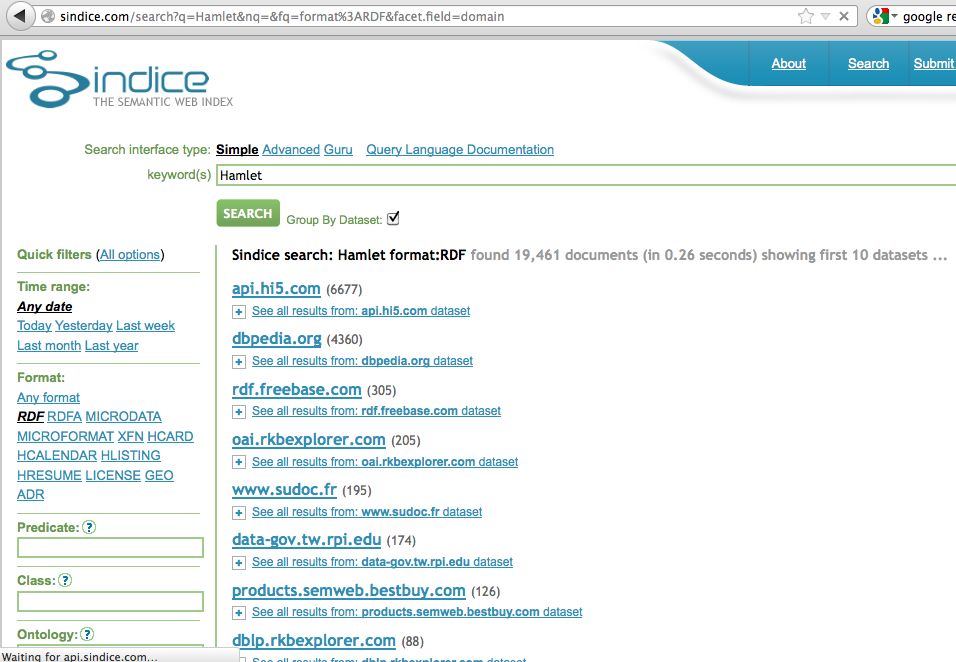 sindice.com/search?q=Hamlet&nq=&fq=format%3ARDF&facet.field=domain
google re
sindice
THE SEMANTIC WEB INDEX
About Search Submit
Search interface type: Simple Advanced Guru Query Language Documentation
keyword(s) Hamlet
SEARCH Group By Dataset:
Quick filters (All options)
Time range:
Any date
Today Yesterday Last week
Last month Last year
Format:
Any format
RDF RDFA MICRODATA
MICROFORMAT XFN HCARD
HCALENDAR HLISTING
HRESUME LICENSE GEO
ADR
Predicate: ?
Class: ?
Ontology: ?
Sindice search: Hamlet format:RDF found 19,461 documents (in 0.26 seconds) showing first 10 datasets ...
api.hi5.com (6677)
+ See all results from: api.hi5.com dataset
dbpedia.org (4360)
+ See all results from: dbpedia.org dataset
rdf.freebase.com (305)
+ See all results from: rdf.freebase.com dataset
oai.rkbexplorer.com (205)
+ See all results from: oai.rkbexplorer.com dataset
www.sudoc.fr (195)
+ See all results from: www.sudoc.fr dataset
data-gov.tw.rpi.edu (174)
+ See all results from: data-gov.tw.rpi.edu dataset
products.semweb.bestbuy.com (126)
+ See all results from: products.semweb.bestbuy.com dataset
dblp.rkbexplorer.com (88)
See all results from: dblp.rkbexplorer.com dataset
Waiting for api.sindice.com...